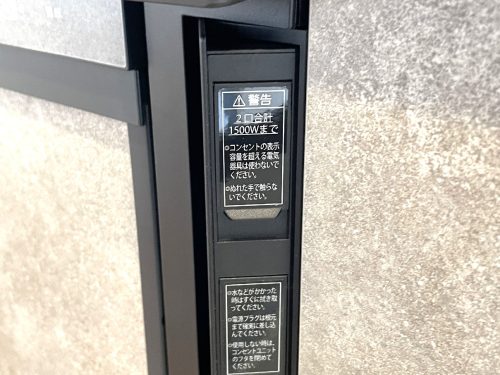 ⚠警告
2口合計
1500Wまで
●コンセントの表示
容量を超える電気
器具は使わないで
ください。
●ぬれた手で触らな
いでください。
●水などがかかった
時はすぐに拭き取
ってください。
●電源プラグは根元
まで確実に差し込
んでください。
●使用しない時は、
コンセントユニット
のフタを閉めて
ください。